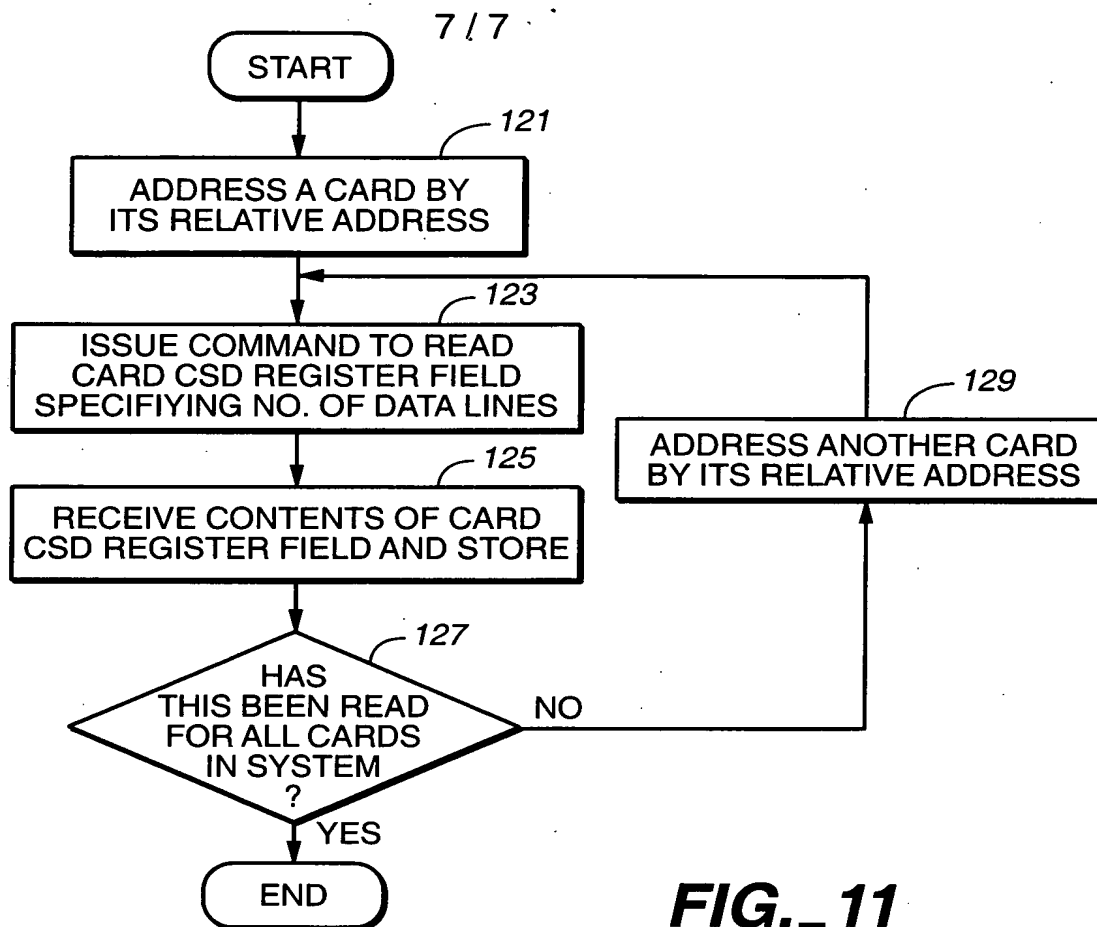 7 / 7
START
121
ADDRESS A CARD BY
ITS RELATIVE ADDRESS
123
ISSUE COMMAND TO READ
CARD CSD REGISTER FIELD
SPECIFIYING NO. OF DATA LINES
129
ADDRESS ANOTHER CARD
BY ITS RELATIVE ADDRESS
125
RECEIVE CONTENTS OF CARD
CSD REGISTER FIELD AND STORE
127
HAS
THIS BEEN READ
FOR ALL CARDS
IN SYSTEM
?
NO
YES
END
FIG._ 11